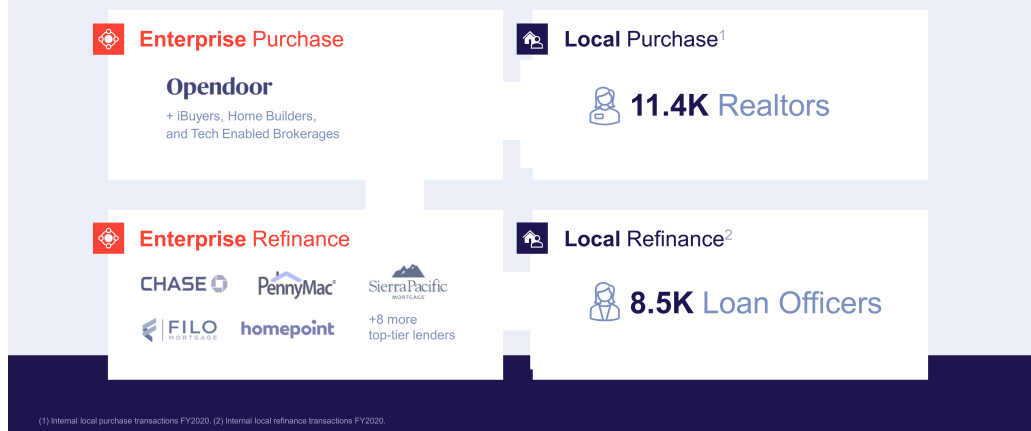 Enterprise Purchase
Opendoor
+ iBuyers, Home Builders,
and Tech Enabled Brokerages
Local Purchase1
11.4K Realtors
Enterprise Refinance
CHASE
PennyMac®
Sierra Pacific
MORTGAGE
FILO
MORTGAGE
homepoint
+8 more
top-tier lenders
Local Refinance2
8.5K Loan Officers
(1) Internal local purchase transactions FY2020. (2) Internal local refinance transactions FY2020.